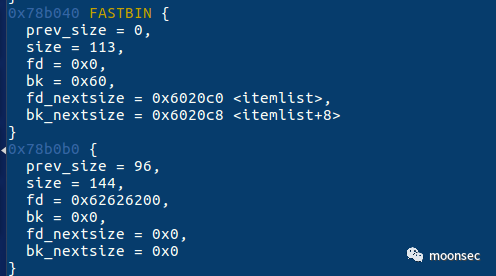 }
0x78b040 FASTBIN {
prev_size = 0,
size = 113,
fd = 0x0,
bk = 0x60,
fd_nextsize = 0x6020c0 <itemlist>,
bk_nextsize = 0x6020c8 <itemlist+8>
}
0x78b0b0 {
prev_size = 96,
size = 144,
fd = 0x62626200,
bk = 0x0,
fd_nextsize = 0x0,
bk_nextsize = 0x0
}
moonsec